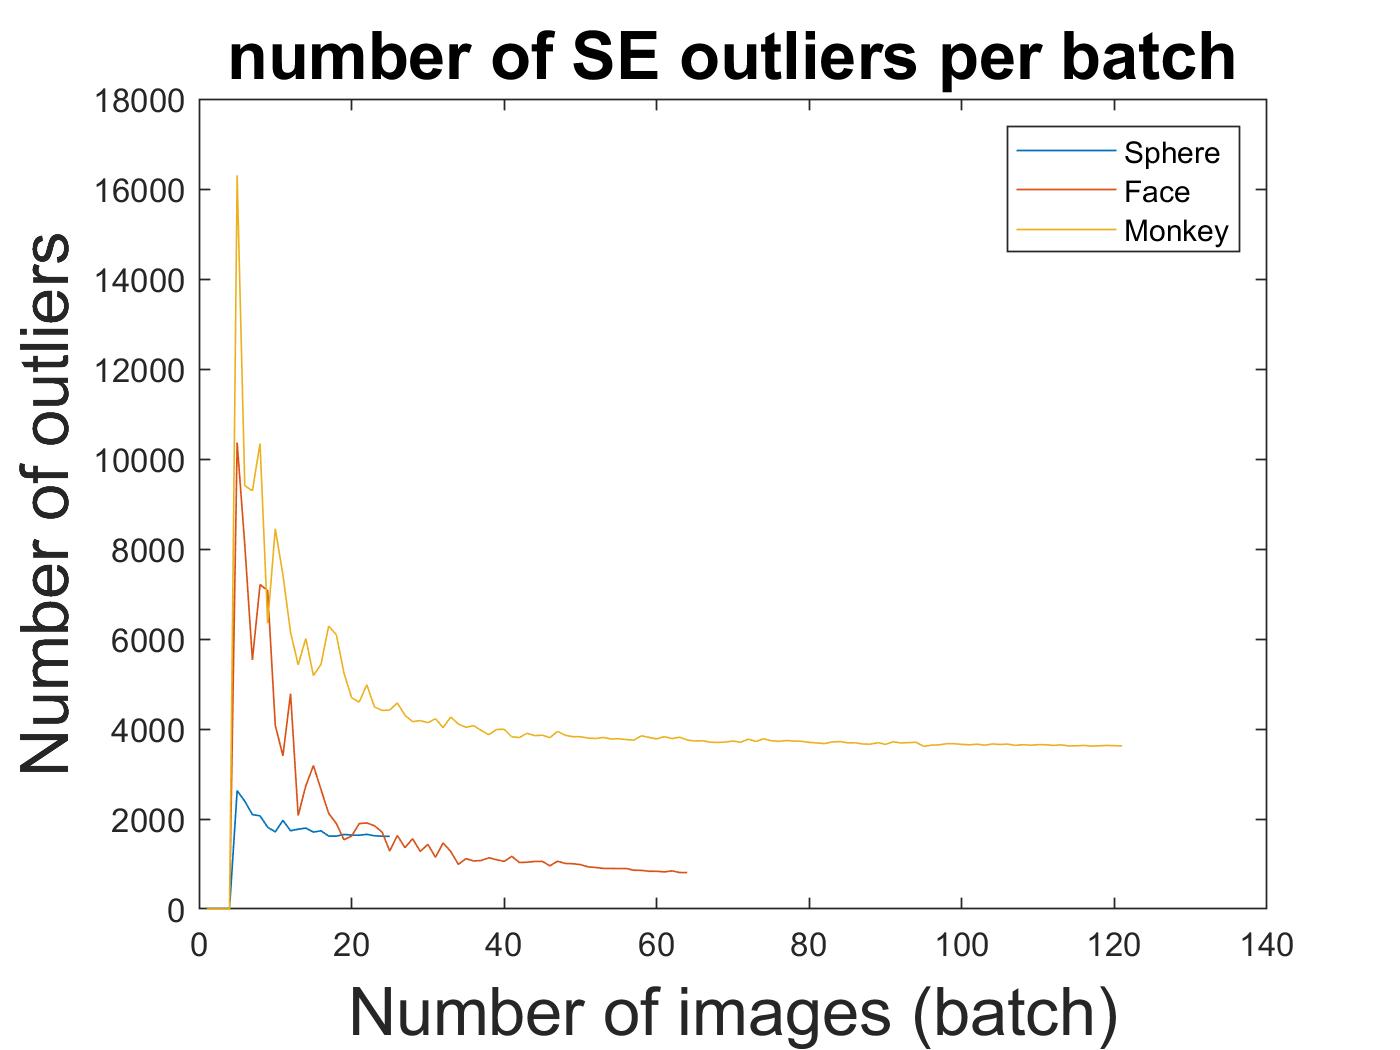 number of SE outliers per batch
18000
16000
14000
12000
10000
8000
6000
4000
2000
0
Number of outliers
Sphere
Face
Monkey
0 20 40 60 80 100 120 140
Number of images (batch)